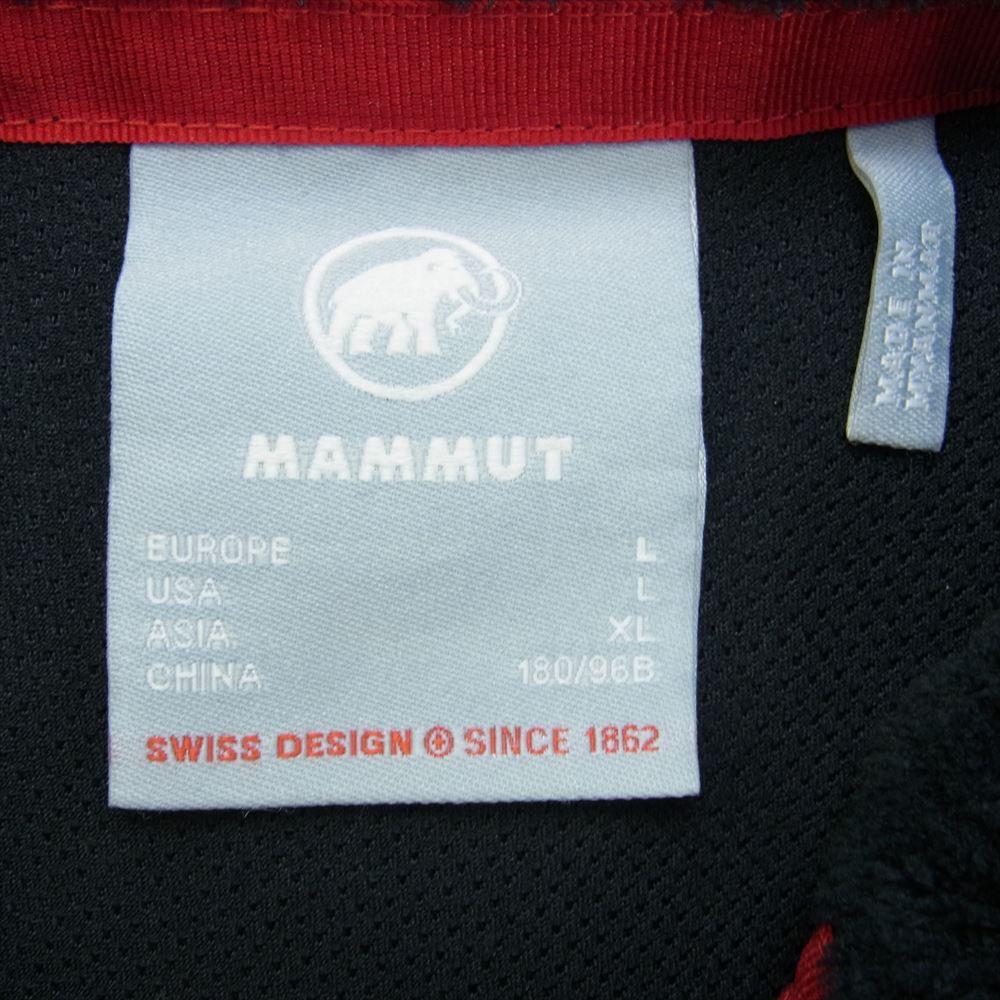 MAMMUT
EUROPE L
USA L
ASIA XL
CHINA 180/96B
SWISS DESIGN SINCE 1862
MADE IN
MYANMAR